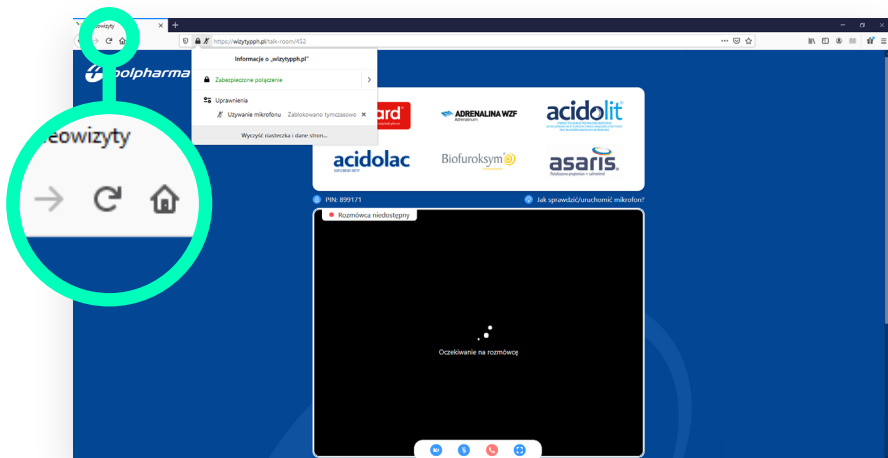 eowizyty
https://wizytypph.pl/talk-room/452
Informacje o „wizytypph.pl"
polpharma
Zabezpieczone połączenie
Uprawnienia
Używanie mikrofonu Zablokowano tymczasowo
Wyczyść ciasteczka i dane stron...
ard
ADRENALINA WZF
Adrenalinum
acidolit
eowizyty
acidolac
Biofuroksym
asaris
PIN: 899171
Jak sprawdzić/uruchomić mikrofon?
Rozmówca niedostępny
Oczekiwanie na rozmówcę